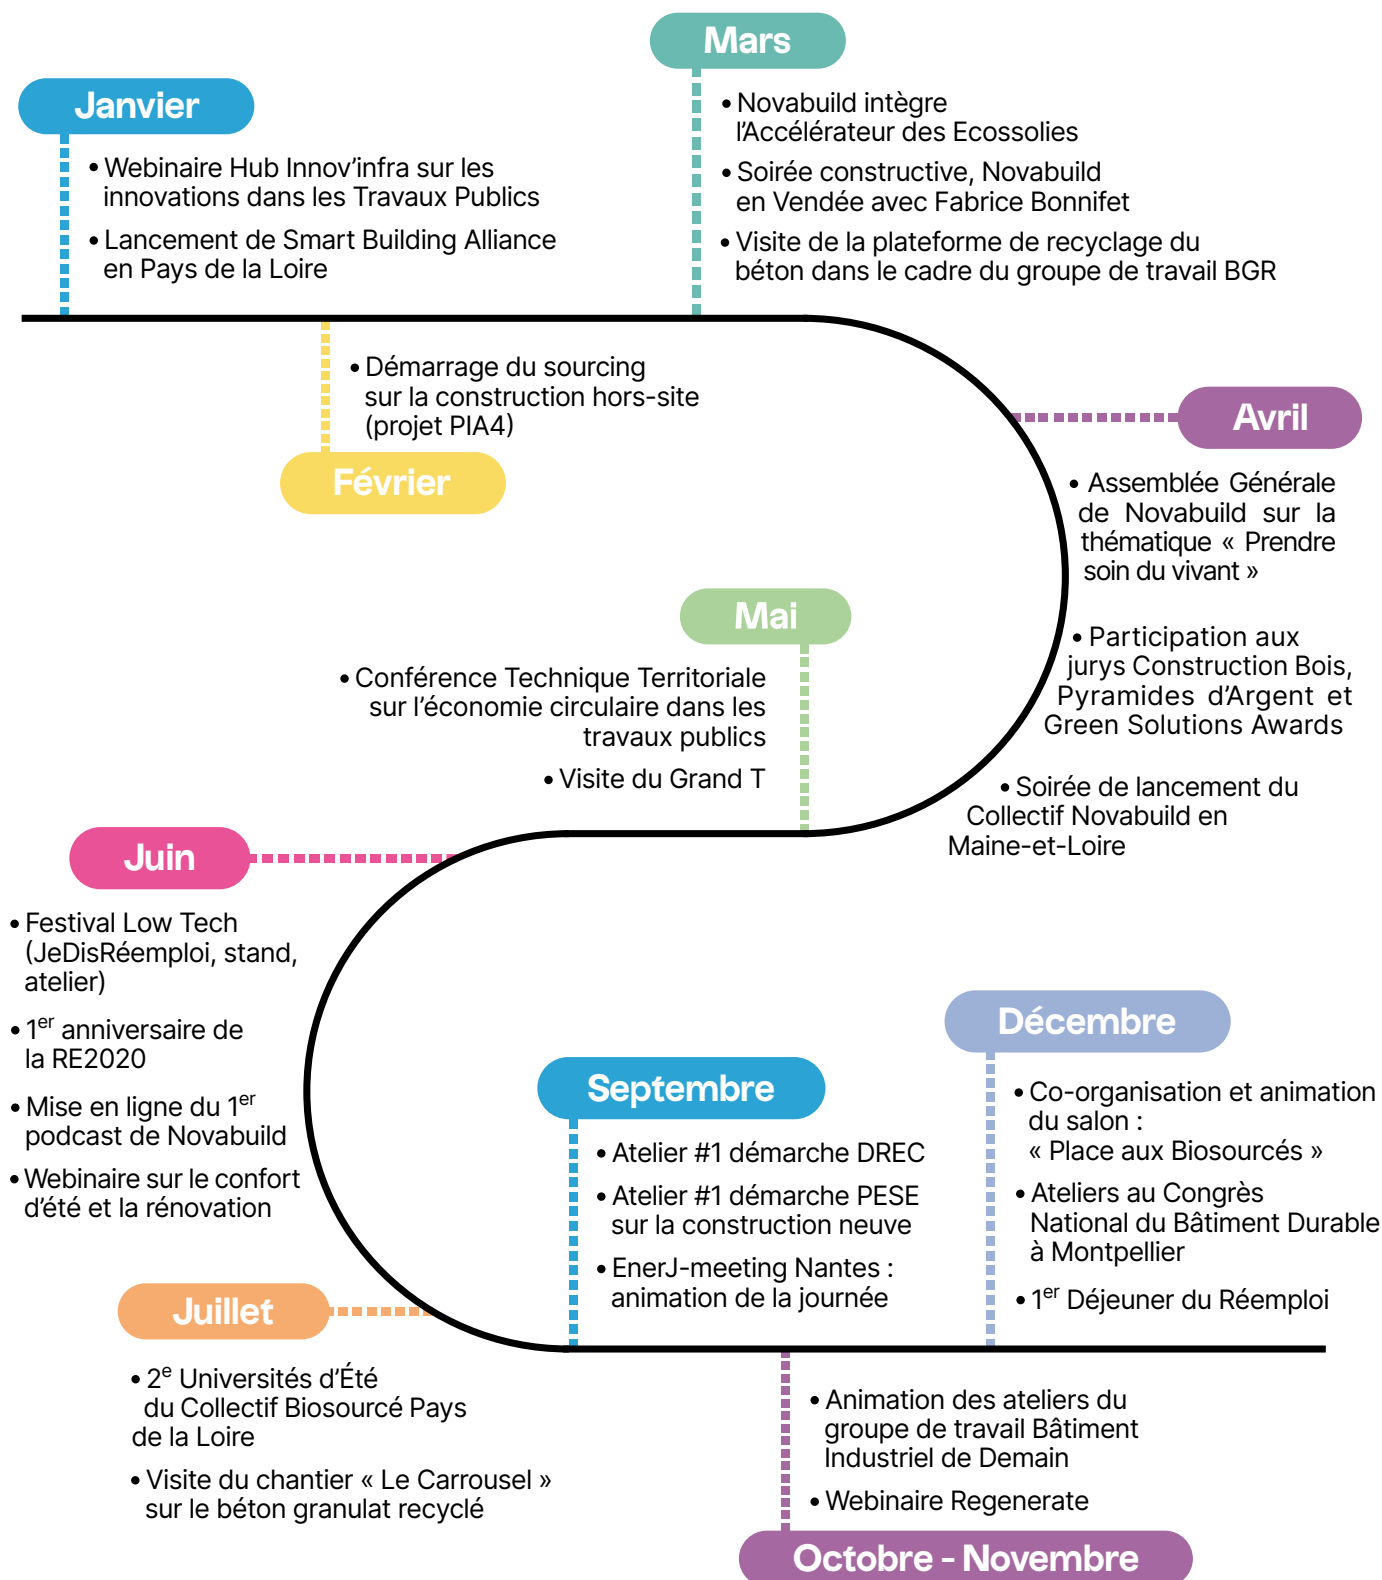 Janvier
• Webinaire Hub Innov’infra sur les
innovations dans les Travaux Publics
• Lancement de Smart Building Alliance
en Pays de la Loire
Février
• Démarrage du sourcing
sur la construction hors-site
(projet PIA4)
Mars
• Novabuild intègre
l’Accélérateur des Ecossolies
• Soirée constructive, Novabuild
en Vendée avec Fabrice Bonnifet
• Visite de la plateforme de recyclage du
béton dans le cadre du groupe de travail BGR
Avril
• Assemblée Générale
de Novabuild sur la
thématique « Prendre
soin du vivant »
• Participation aux
jurys Construction Bois,
Pyramides d’Argent et
Green Solutions Awards
• Soirée de lancement du
Collectif Novabuild en
Maine-et-Loire
Mai
• Conférence Technique Territoriale
sur l’économie circulaire dans les
travaux publics
• Visite du Grand T
Juin
• Festival Low Tech
(JeDisRéemploi, stand,
atelier)
• 1er anniversaire de
la RE2020
• Mise en ligne du 1er
podcast de Novabuild
• Webinaire sur le confort
d’été et la rénovation
Juillet
• 2e Universités d’Été
du Collectif Biosourcé Pays
de la Loire
• Visite du chantier « Le Carrousel »
sur le béton granulat recyclé
Septembre
• Atelier #1 démarche DREC
• Atelier #1 démarche PESE
sur la construction neuve
• EnerJ-meeting Nantes :
animation de la journée
Octobre - Novembre
• Animation des ateliers du
groupe de travail Bâtiment
Industriel de Demain
• Webinaire Regenerate
Décembre
• Co-organisation et animation
du salon :
« Place aux Biosourcés »
• Ateliers au Congrès
National du Bâtiment Durable
à Montpellier
• 1er Déjeuner du Réemploi